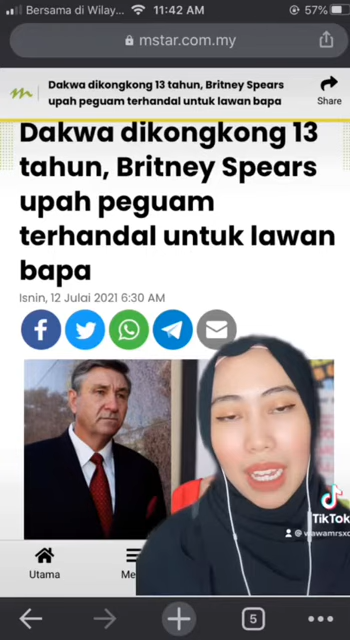 Bersama di Wilay... 11:42 AM 57%
mstar.com.my
Dakwa dikongkong 13 tahun, Britney Spears
upah peguam terhandal untuk lawan bapa
Share
Dakwa dikongkong 13
tahun, Britney Spears
upah peguam
terhandal untuk lawan
bapa
Isnin, 12 Julai 2021 6:30 AM
TikTok
Utama
Me
5